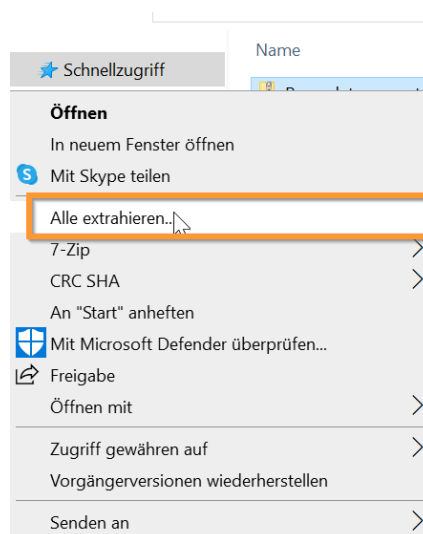 Name
Schnellzugriff
Öffnen
In neuem Fenster öffnen
Mit Skype teilen
Alle extrahieren...
7-Zip
CRC SHA
An "Start" anheften
Mit Microsoft Defender überprüfen...
Freigabe
Öffnen mit
Zugriff gewähren auf
Vorgängerversionen wiederherstellen
Senden an